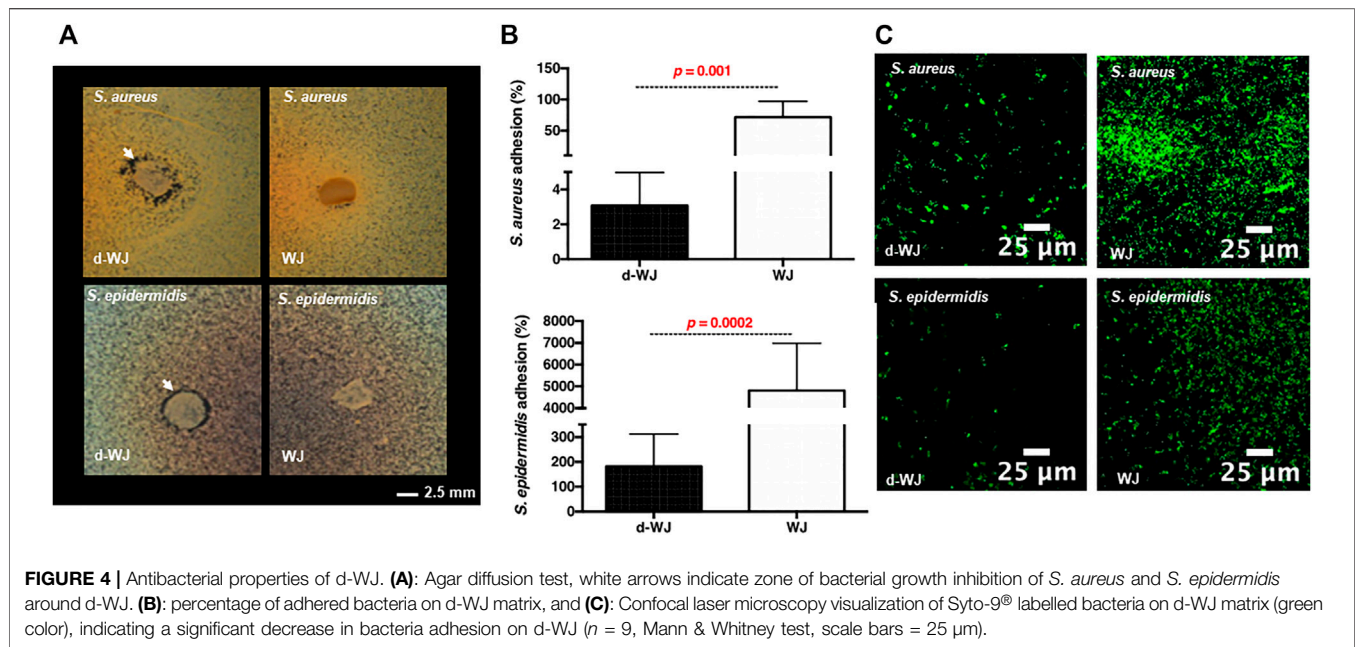 A
S. aureus
S. aureus
d-WJ
WJ
S. epidermidis
S. epidermidis
d-WJ
WJ
2.5 mm
B
p = 0.001
S. aureus adhesion (%)
150
100
50
4
2
0
d-WJ
WJ
p = 0.0002
S. epidermidis adhesion (%)
8000
7000
6000
5000
4000
300
200
100
0
d-WJ
WJ
C
S. aureus
S. aureus
25 µm
25 µm
d-WJ
WJ
S. epidermidis
S. epidermidis
25 µm
25 µm
d-WJ
WJ
FIGURE 4 | Antibacterial properties of d-WJ. (A): Agar diffusion test, white arrows indicate zone of bacterial growth inhibition of S. aureus and S. epidermidis
around d-WJ. (B): percentage of adhered bacteria on d-WJ matrix, and (C): Confocal laser microscopy visualization of Syto-9® labelled bacteria on d-WJ matrix (green
color), indicating a significant decrease in bacteria adhesion on d-WJ (n = 9, Mann & Whitney test, scale bars = 25 µm).